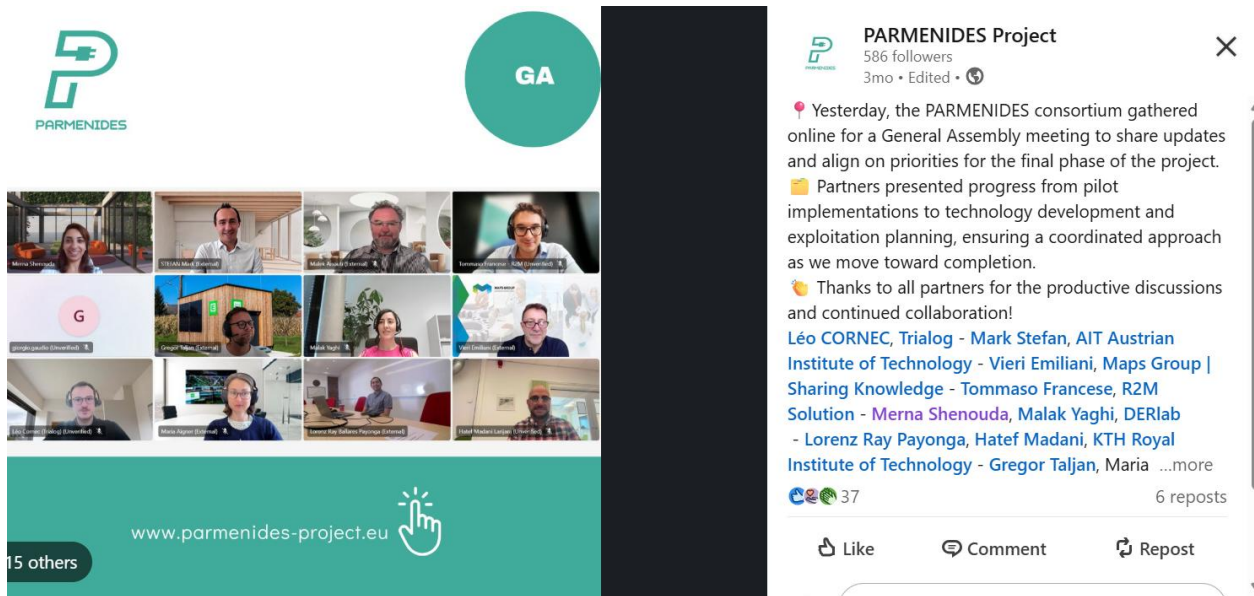 PARMENIDES
GA
Merna Shenouda
STEFAN Mark (External)
Malek Assouti (External)
Tommaso Francese - R2M (Unverified)
G
giorgio.gaudio (Unverified)
Gregor Taljan (External)
Malak Yaghi (External)
MAPS GROUP
Vieri Emiliani (External)
Léo Cornec (Trialog) (Unverified)
Maria Aigner (External)
Lorenz Ray Ballares Payonga (External)
Hatef Madani Larijani (Unverified)
www.parmenides-project.eu
15 others
PARMENIDES
PARMENIDES Project
586 followers
3mo • Edited •
📍 Yesterday, the PARMENIDES consortium gathered
online for a General Assembly meeting to share updates
and align on priorities for the final phase of the project.
🗂️ Partners presented progress from pilot
implementations to technology development and
exploitation planning, ensuring a coordinated approach
as we move toward completion.
👏 Thanks to all partners for the productive discussions
and continued collaboration!
Léo CORNEC, Trialog - Mark Stefan, AIT Austrian
Institute of Technology - Vieri Emiliani, Maps Group |
Sharing Knowledge - Tommaso Francese, R2M
Solution - Merna Shenouda, Malak Yaghi, DERlab
- Lorenz Ray Payonga, Hatef Madani, KTH Royal
Institute of Technology - Gregor Taljan, Maria ...more
37
6 reposts
Like
Comment
Repost